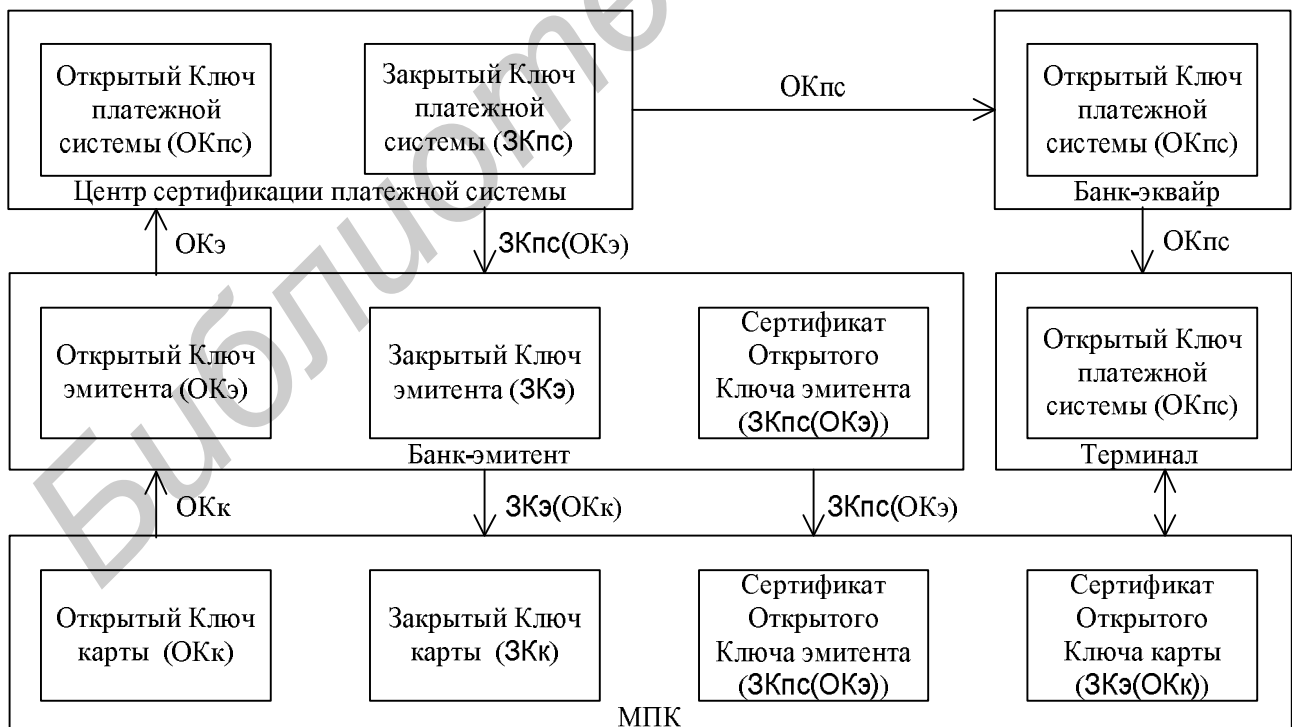 Открытый Ключ
платежной
системы (ОКпс)
Закрытый Ключ
платежной
системы (ЗКпс)
Центр сертификации платежной системы
ОКпс
Открытый Ключ
платежной
системы (ОКпс)
Банк-эквайр
ОКэ
ЗКпс(ОКэ)
ОКпс
Открытый Ключ
эмитента (ОКэ)
Закрытый Ключ
эмитента (ЗКэ)
Сертификат
Открытого
Ключа эмитента
(ЗКпс(ОКэ))
Банк-эмитент
Открытый Ключ
платежной
системы (ОКпс)
Терминал
ОКк
ЗКэ(ОКк)
ЗКпс(ОКэ)
Открытый Ключ
карты (ОКк)
Закрытый Ключ
карты (ЗКк)
Сертификат
Открытого
Ключа эмитента
(ЗКпс(ОКэ))
Сертификат
Открытого
Ключа карты
(ЗКэ(ОКк))
МПК